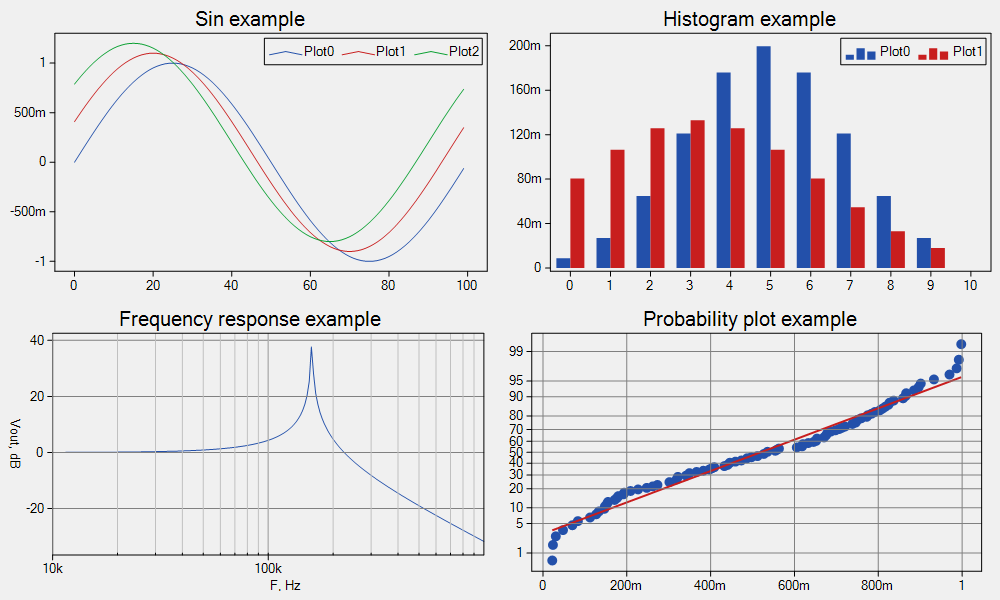 Sin example
Plot0 Plot1 Plot2
1
500m
0
-500m
-1
0 20 40 60 80 100
Histogram example
Plot0 Plot1
200m
160m
120m
80m
40m
0
0 1 2 3 4 5 6 7 8 9 10
Frequency response example
Vout, dB
40
20
0
-20
10k 100k
F, Hz
Probability plot example
99
95
90
80
70
60
50
40
30
20
10
5
1
0 200m 400m 600m 800m 1